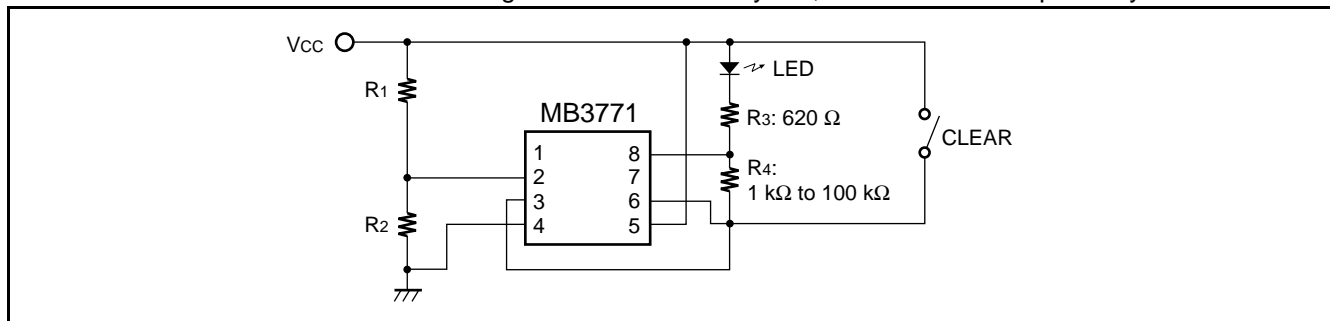 VCC
LED
R1
MB3771
R3: 620 Ω
1 8
CLEAR
2 7
R4:
1 kΩ to 100 kΩ
3 6
R2
4 5